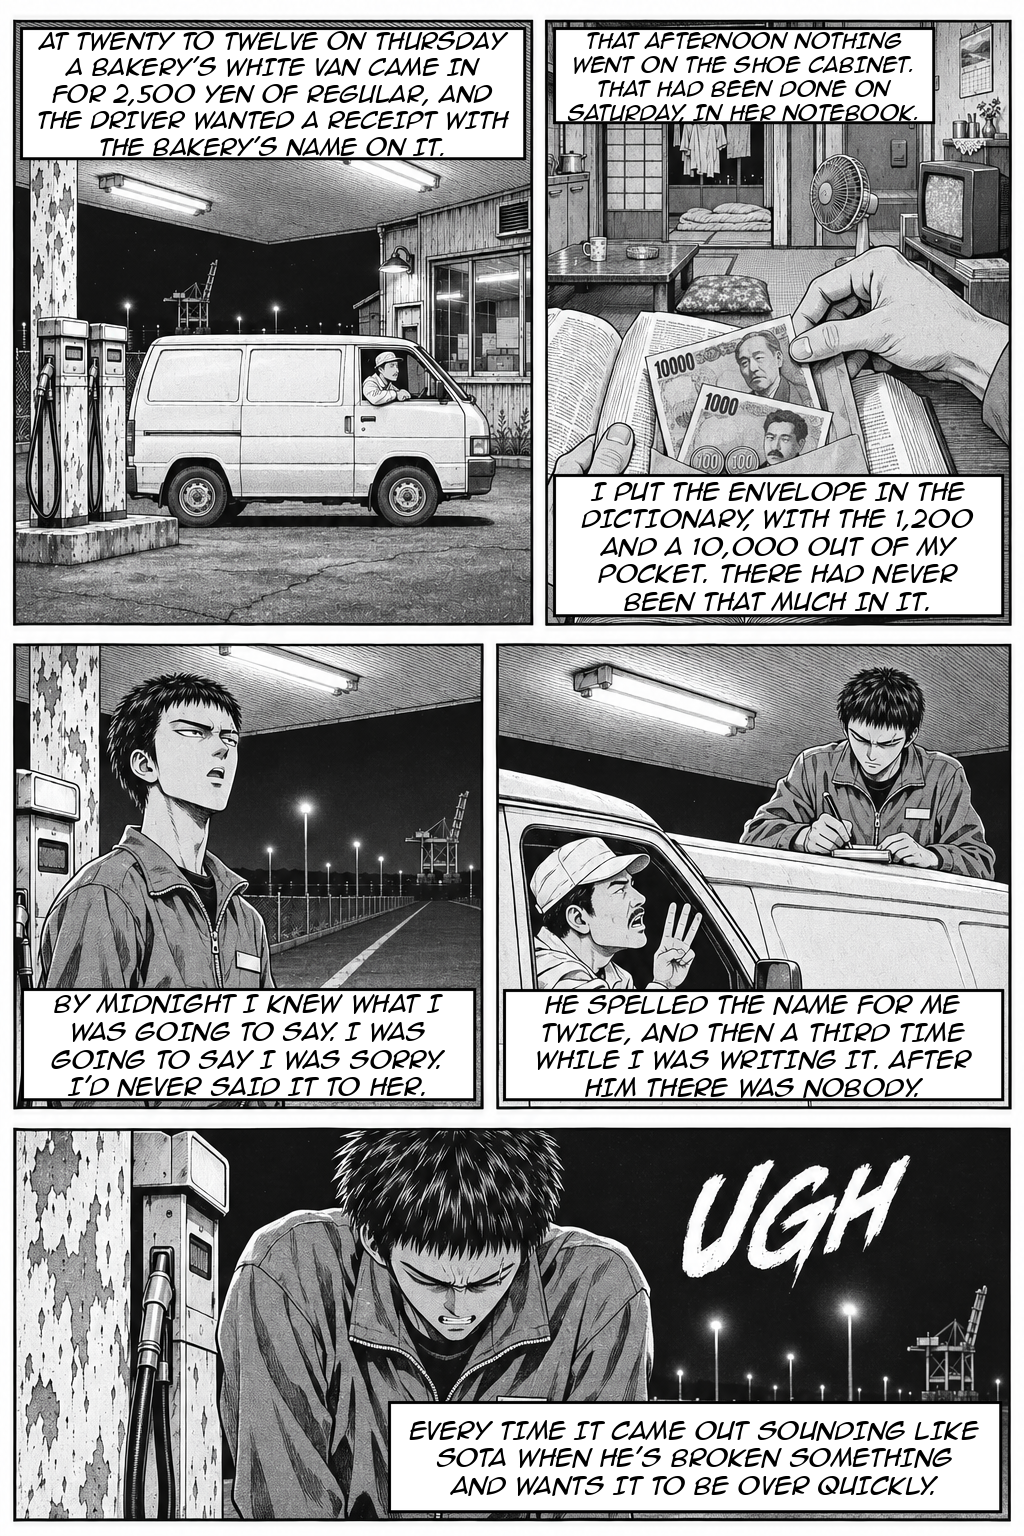 AT TWENTY TO TWELVE ON THURSDAY
A BAKERY'S WHITE VAN CAME IN
FOR 2,500 YEN OF REGULAR, AND
THE DRIVER WANTED A RECEIPT WITH
THE BAKERY'S NAME ON IT.
THAT AFTERNOON NOTHING
WENT ON THE SHOE CABINET.
THAT HAD BEEN DONE ON
SATURDAY, IN HER NOTEBOOK.
10000
1000
100 100
I PUT THE ENVELOPE IN THE
DICTIONARY, WITH THE 1,200
AND A 10,000 OUT OF MY
POCKET. THERE HAD NEVER
BEEN THAT MUCH IN IT.
BY MIDNIGHT I KNEW WHAT I
WAS GOING TO SAY. I WAS
GOING TO SAY I WAS SORRY.
I'D NEVER SAID IT TO HER.
HE SPELLED THE NAME FOR ME
TWICE, AND THEN A THIRD TIME
WHILE I WAS WRITING IT. AFTER
HIM THERE WAS NOBODY.
UGH
EVERY TIME IT CAME OUT SOUNDING LIKE
SOTA WHEN HE'S BROKEN SOMETHING
AND WANTS IT TO BE OVER QUICKLY.